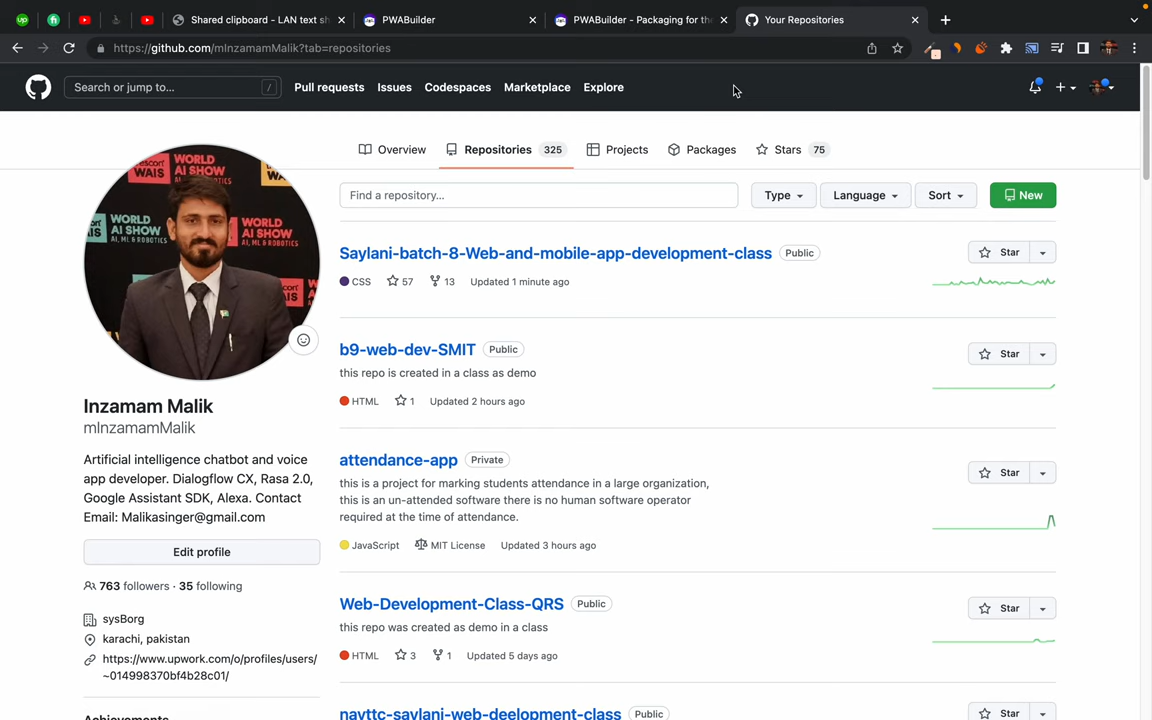 Shared clipboard - LAN text sh
PWABuilder
PWABuilder - Packaging for the
Your Repositories
https://github.com/mInzamamMalik?tab=repositories
Search or jump to...
/
Pull requests
Issues
Codespaces
Marketplace
Explore
Overview
Repositories 325
Projects
Packages
Stars 75
Find a repository...
Type
Language
Sort
New
WORLD AI SHOW
AI, ML & ROBOTICS
Saylani-batch-8-Web-and-mobile-app-development-class Public
Star
CSS 57 13 Updated 1 minute ago
b9-web-dev-SMIT Public
Star
this repo is created in a class as demo
HTML 1 Updated 2 hours ago
Inzamam Malik
mInzamamMalik
Artificial intelligence chatbot and voice
app developer. Dialogflow CX, Rasa 2.0,
Google Assistant SDK, Alexa. Contact
Email: Malikasinger@gmail.com
Edit profile
763 followers · 35 following
sysBorg
karachi, pakistan
https://www.upwork.com/o/profiles/users/
~014998370bf4b28c01/
Achievements
attendance-app Private
Star
this is a project for marking students attendance in a large organization,
this is an un-attended software there is no human software operator
required at the time of attendance.
JavaScript MIT License Updated 3 hours ago
Web-Development-Class-QRS Public
Star
this repo was created as demo in a class
HTML 3 1 Updated 5 days ago
navttc-saylani-web-deelopment-class Public
Star